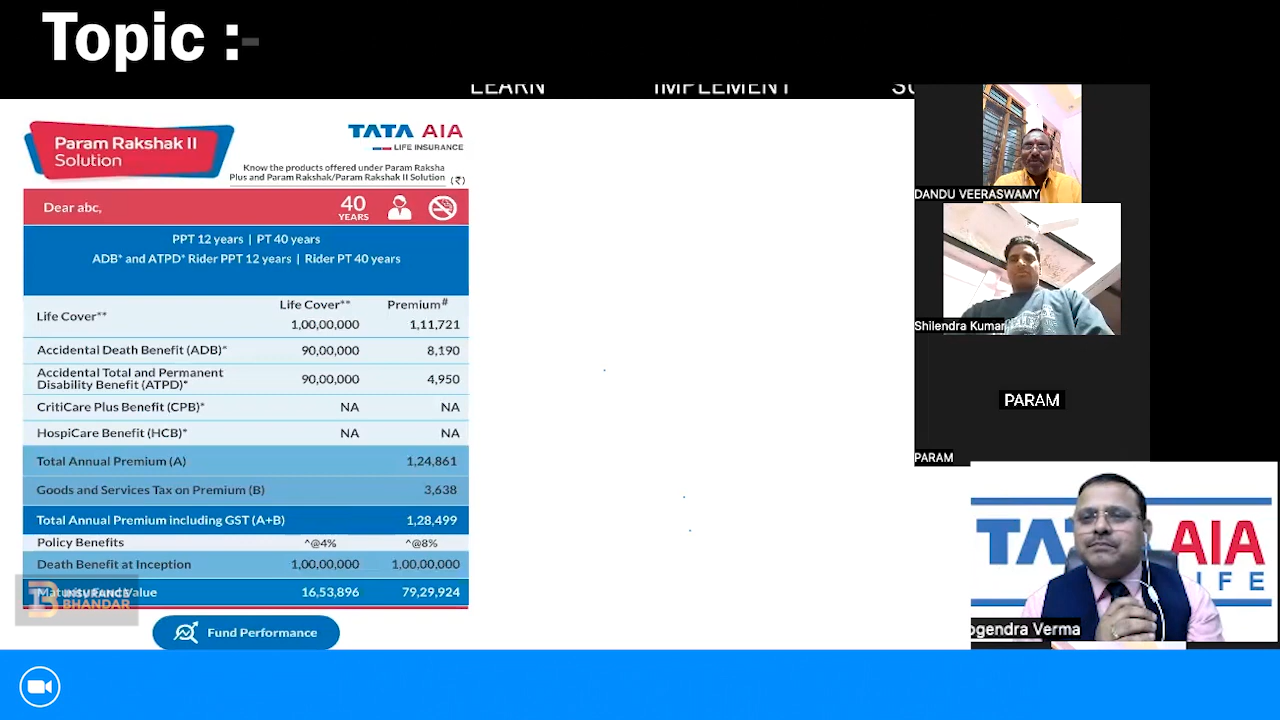 Topic :-
LEARN IMPLEMENT
Param Rakshak II
Solution
TATA AIA
LIFE INSURANCE
Know the products offered under Param Raksha
Plus and Param Rakshak/Param Rakshak II Solution (₹)
Dear abc,
40
YEARS
PPT 12 years | PT 40 years
ADB* and ATPD* Rider PPT 12 years | Rider PT 40 years
Life Cover** Premium#
Life Cover** 1,00,00,000 1,11,721
Accidental Death Benefit (ADB)* 90,00,000 8,190
Accidental Total and Permanent
Disability Benefit (ATPD)* 90,00,000 4,950
CritiCare Plus Benefit (CPB)* NA NA
HospiCare Benefit (HCB)* NA NA
Total Annual Premium (A) 1,24,861
Goods and Services Tax on Premium (B) 3,638
Total Annual Premium including GST (A+B) 1,28,499
Policy Benefits ^@4% ^@8%
Death Benefit at Inception 1,00,00,000 1,00,00,000
Value 16,53,896 79,29,924
INSURANCE
BHANDAR
Fund Performance
DANDU VEERASWAMY
Shilendra Kumar
PARAM
PARAM
TATA AIA
LIFE
ogendra Verma